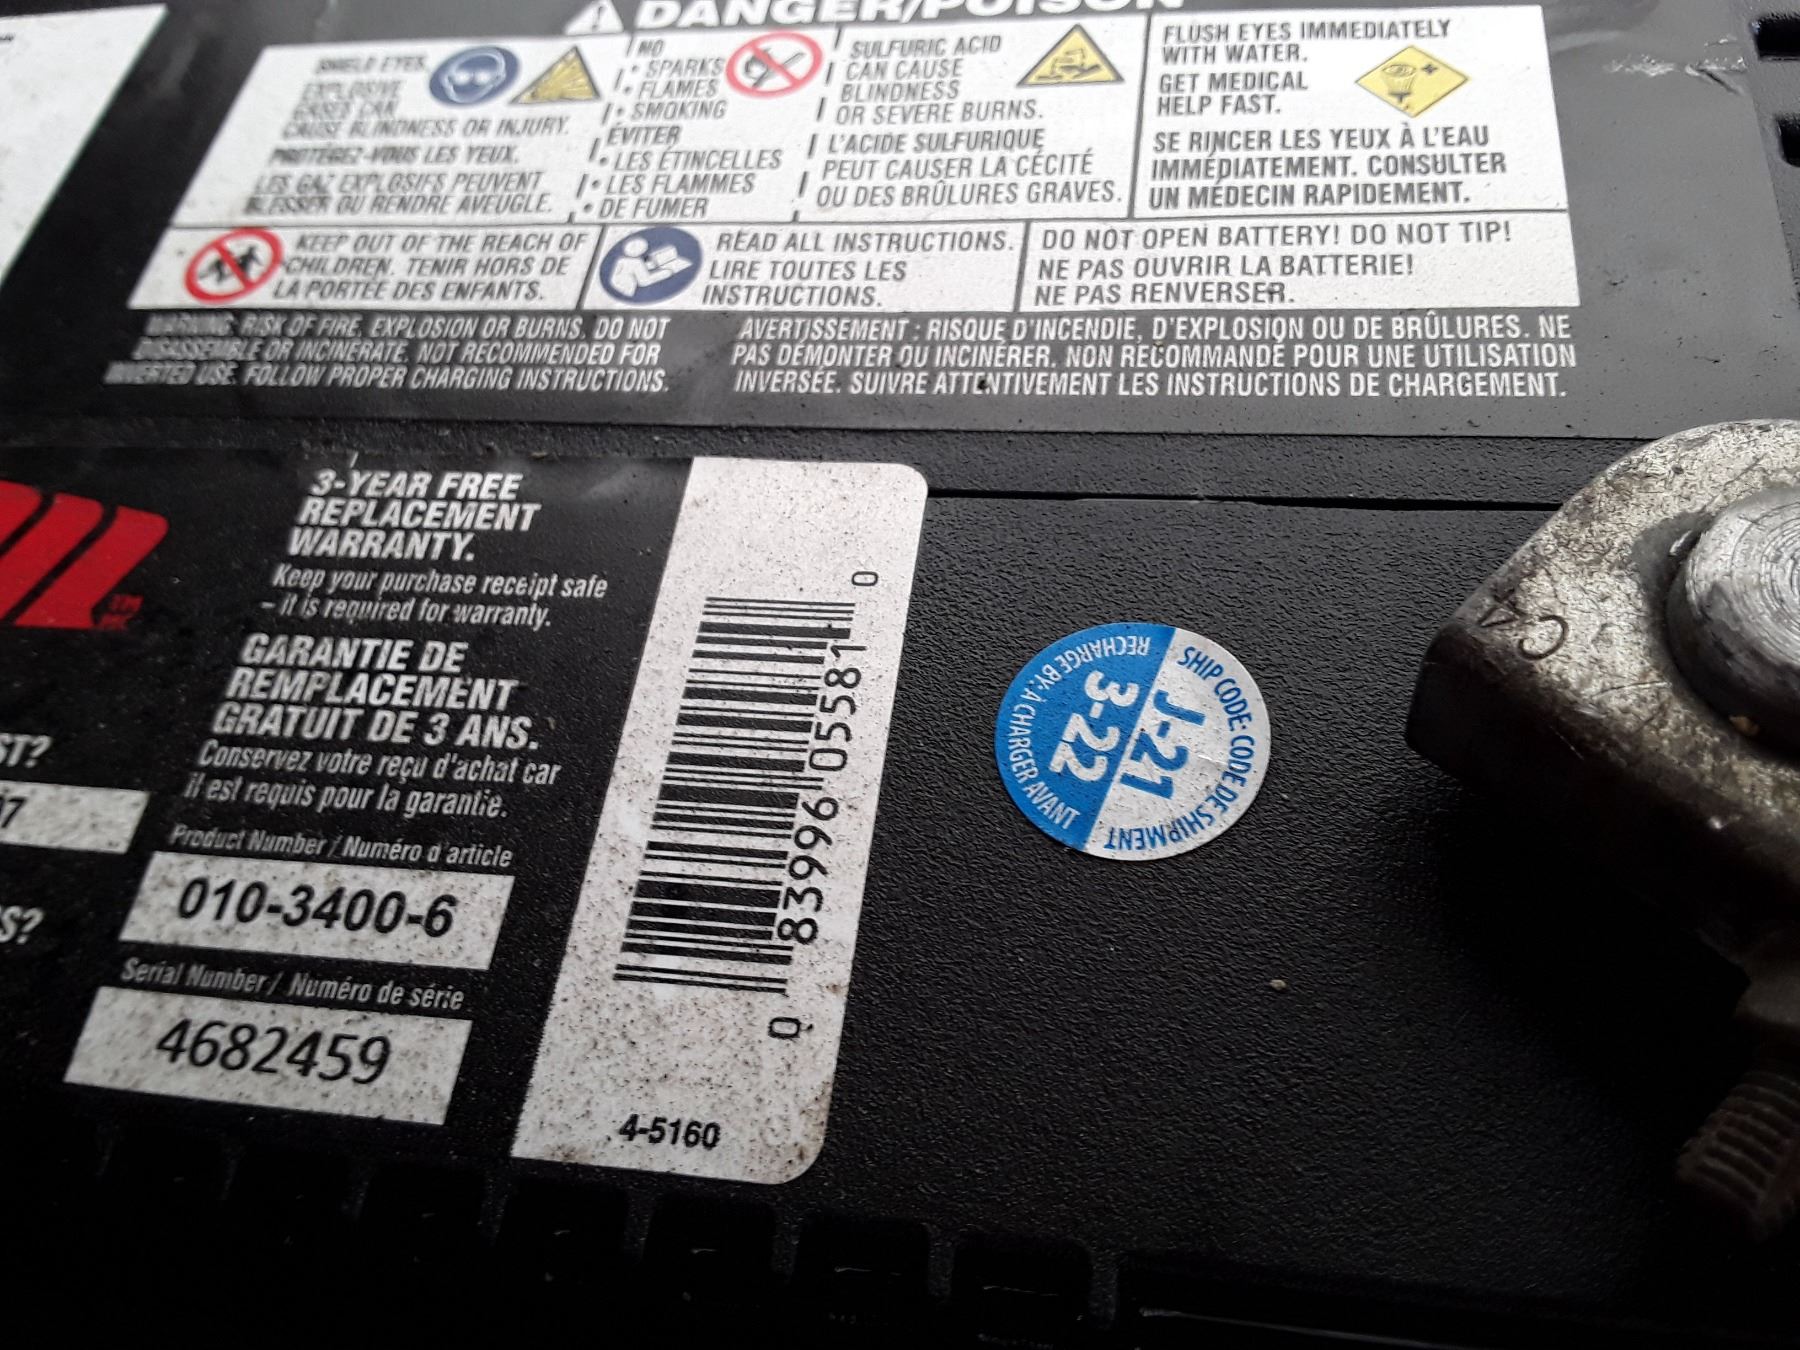 DANGER/POISON
SHIELD EYES.
EXPLOSIVE
GASES CAN
CAUSE BLINDNESS OR INJURY.
PROTÉGEZ-VOUS LES YEUX.
LES GAZ EXPLOSIFS PEUVENT
BLESSER OU RENDRE AVEUGLE.
NO
• SPARKS
• FLAMES
• SMOKING
ÉVITER
• LES ÉTINCELLES
• LES FLAMMES
• DE FUMER
SULFURIC ACID
CAN CAUSE
BLINDNESS
OR SEVERE BURNS.
L'ACIDE SULFURIQUE
PEUT CAUSER LA CÉCITÉ
OU DES BRÛLURES GRAVES.
FLUSH EYES IMMEDIATELY
WITH WATER.
GET MEDICAL
HELP FAST.
SE RINCER LES YEUX À L'EAU
IMMÉDIATEMENT. CONSULTER
UN MÉDECIN RAPIDEMENT.
KEEP OUT OF THE REACH OF
CHILDREN. TENIR HORS DE
LA PORTÉE DES ENFANTS.
READ ALL INSTRUCTIONS.
LIRE TOUTES LES
INSTRUCTIONS.
DO NOT OPEN BATTERY! DO NOT TIP!
NE PAS OUVRIR LA BATTERIE!
NE PAS RENVERSER.
WARNING: RISK OF FIRE, EXPLOSION OR BURNS. DO NOT
DISASSEMBLE OR INCINERATE. NOT RECOMMENDED FOR
INVERTED USE. FOLLOW PROPER CHARGING INSTRUCTIONS.
AVERTISSEMENT : RISQUE D'INCENDIE, D'EXPLOSION OU DE BRÛLURES. NE
PAS DÉMONTER OU INCINÉRER. NON RECOMMANDÉ POUR UNE UTILISATION
INVERSÉE. SUIVRE ATTENTIVEMENT LES INSTRUCTIONS DE CHARGEMENT.
3-YEAR FREE
REPLACEMENT
WARRANTY.
Keep your purchase receipt safe
– it is required for warranty.
GARANTIE DE
REMPLACEMENT
GRATUIT DE 3 ANS.
Conservez votre reçu d'achat car
il est requis pour la garantie.
Product Number / Numéro d'article
010-3400-6
Serial Number / Numéro de série
4682459
ST?
7
S?
0 83996 05581 0
4-5160
RECHARGE BY: À CHARGER AVANT
3-22
SHIP CODE: CODE DE SHIPMENT
J-21
C4